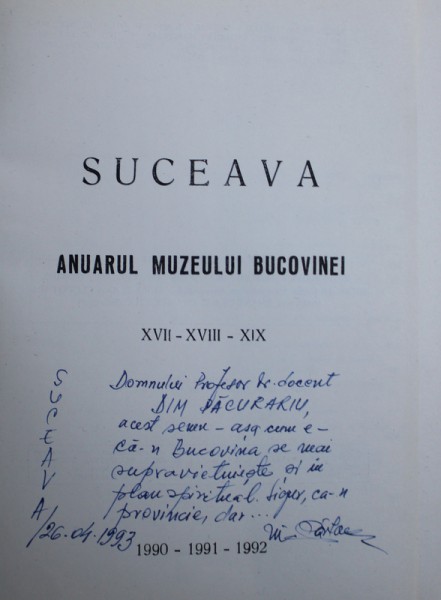 SUCEAVA
ANUARUL MUZEULUI BUCOVINEI
XVII - XVIII - XIX
Domnului Profesor dr. docent
DIM PĂCURARIU,
acest semn - așa cum e -
că-n Bucovina se mai
supraviețuiește și în
plan spiritual. Sigur, ca-n
provincie, dar...
SUCEAVA
/26.04.1993
1990 - 1991 - 1992